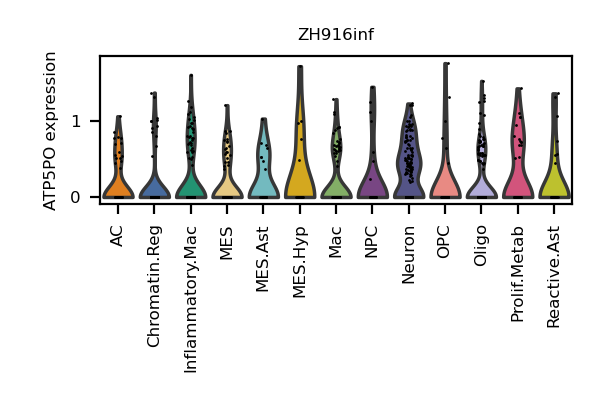 ZH916inf
ATP5PO expression
1
0
AC
Chromatin.Reg
Inflammatory.Mac
MES
MES.Ast
MES.Hyp
Mac
NPC
Neuron
OPC
Oligo
Prolif.Metab
Reactive.Ast